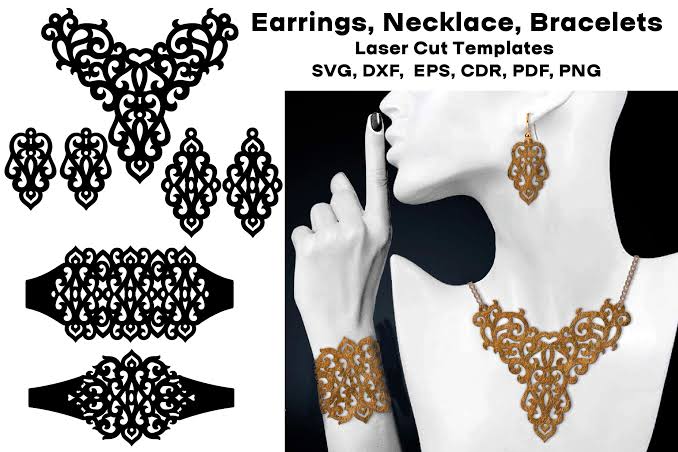 Earrings, Necklace, Bracelets
Laser Cut Templates
SVG, DXF, EPS, CDR, PDF, PNG